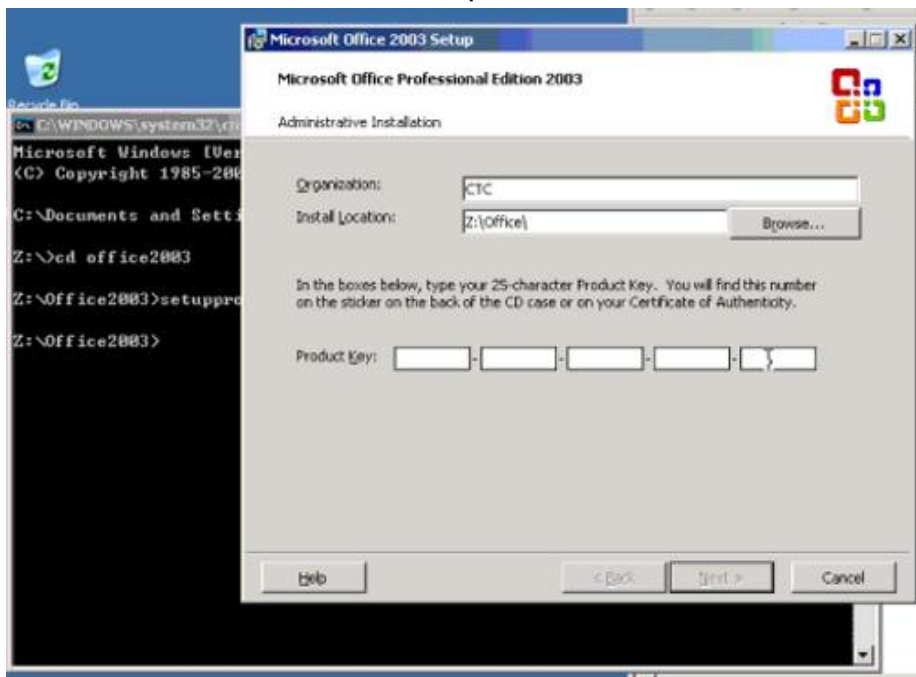 Microsoft Office 2003 Setup
Microsoft Office Professional Edition 2003
Administrative Installation
Recycle Bin
C:\WINDOWS\system32\
Microsoft Windows [Ver
(C) Copyright 1985-200
C:\Documents and Setti
Z:\>cd office2003
Z:\Office2003>setuppro
Z:\Office2003>
Organization:
CTC
Install Location:
Z:\Office\
Browse...
In the boxes below, type your 25-character Product Key. You will find this number
on the sticker on the back of the CD case or on your Certificate of Authenticity.
Product Key:
Help
< Back
Next >
Cancel